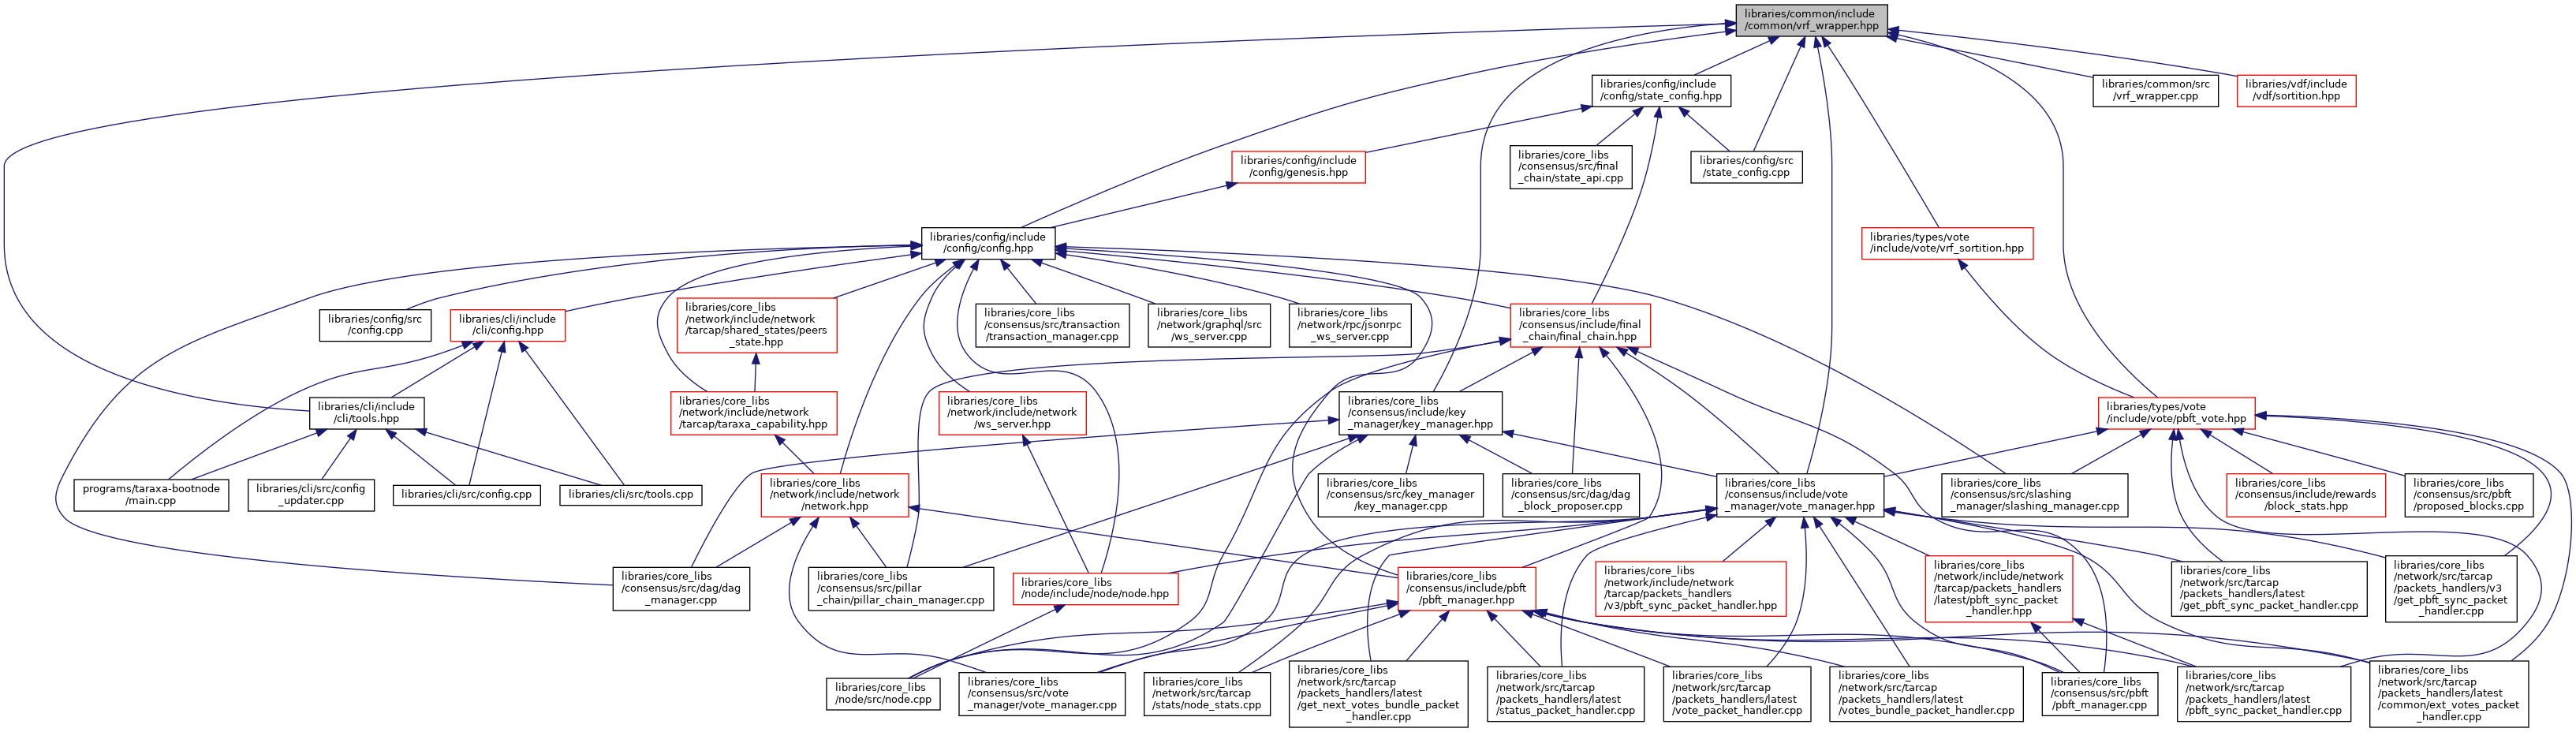 libraries/common/include
/common/vrf_wrapper.hpp
libraries/config/include
/config/state_config.hpp
libraries/common/src
/vrf_wrapper.cpp
libraries/vdf/include
/vdf/sortition.hpp
libraries/config/include
/config/genesis.hpp
libraries/core_libs
/consensus/src/final
_chain/state_api.cpp
libraries/config/src
/state_config.cpp
libraries/config/include
/config/config.hpp
libraries/types/vote
/include/vote/vrf_sortition.hpp
libraries/config/src
/config.cpp
libraries/cli/include
/cli/config.hpp
libraries/core_libs
/network/include/network
/tarcap/shared_states/peers
_state.hpp
libraries/core_libs
/consensus/src/transaction
/transaction_manager.cpp
libraries/core_libs
/network/graphql/src
/ws_server.cpp
libraries/core_libs
/network/rpc/jsonrpc
_ws_server.cpp
libraries/core_libs
/consensus/include/final
_chain/final_chain.hpp
libraries/cli/include
/cli/tools.hpp
libraries/core_libs
/network/include/network
/tarcap/taraxa_capability.hpp
libraries/core_libs
/network/include/network
/ws_server.hpp
libraries/core_libs
/consensus/include/key
_manager/key_manager.hpp
libraries/types/vote
/include/vote/pbft_vote.hpp
programs/taraxa-bootnode
/main.cpp
libraries/cli/src/config
_updater.cpp
libraries/cli/src/config.cpp
libraries/cli/src/tools.cpp
libraries/core_libs
/network/include/network
/network.hpp
libraries/core_libs
/consensus/src/key_manager
/key_manager.cpp
libraries/core_libs
/consensus/src/dag/dag
_block_proposer.cpp
libraries/core_libs
/consensus/include/vote
_manager/vote_manager.hpp
libraries/core_libs
/consensus/src/slashing
_manager/slashing_manager.cpp
libraries/core_libs
/consensus/include/rewards
/block_stats.hpp
libraries/core_libs
/consensus/src/pbft
/proposed_blocks.cpp
libraries/core_libs
/consensus/src/dag/dag
_manager.cpp
libraries/core_libs
/consensus/src/pillar
_chain/pillar_chain_manager.cpp
libraries/core_libs
/node/include/node/node.hpp
libraries/core_libs
/consensus/include/pbft
/pbft_manager.hpp
libraries/core_libs
/network/include/network
/tarcap/packets_handlers
/v3/pbft_sync_packet_handler.hpp
libraries/core_libs
/network/include/network
/tarcap/packets_handlers
/latest/pbft_sync_packet
_handler.hpp
libraries/core_libs
/network/src/tarcap
/packets_handlers/latest
/get_pbft_sync_packet_handler.cpp
libraries/core_libs
/network/src/tarcap
/packets_handlers/v3
/get_pbft_sync_packet
_handler.cpp
libraries/core_libs
/node/src/node.cpp
libraries/core_libs
/consensus/src/vote
_manager/vote_manager.cpp
libraries/core_libs
/network/src/tarcap
/stats/node_stats.cpp
libraries/core_libs
/network/src/tarcap
/packets_handlers/latest
/get_next_votes_bundle_packet
_handler.cpp
libraries/core_libs
/network/src/tarcap
/packets_handlers/latest
/status_packet_handler.cpp
libraries/core_libs
/network/src/tarcap
/packets_handlers/latest
/vote_packet_handler.cpp
libraries/core_libs
/network/src/tarcap
/packets_handlers/latest
/votes_bundle_packet_handler.cpp
libraries/core_libs
/consensus/src/pbft
/pbft_manager.cpp
libraries/core_libs
/network/src/tarcap
/packets_handlers/latest
/pbft_sync_packet_handler.cpp
libraries/core_libs
/network/src/tarcap
/packets_handlers/latest
/common/ext_votes_packet
_handler.cpp